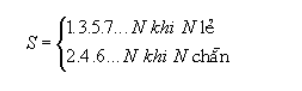 1.3.5.7... N khi N lẻ
S =
2.4.6... N khi N chẵn